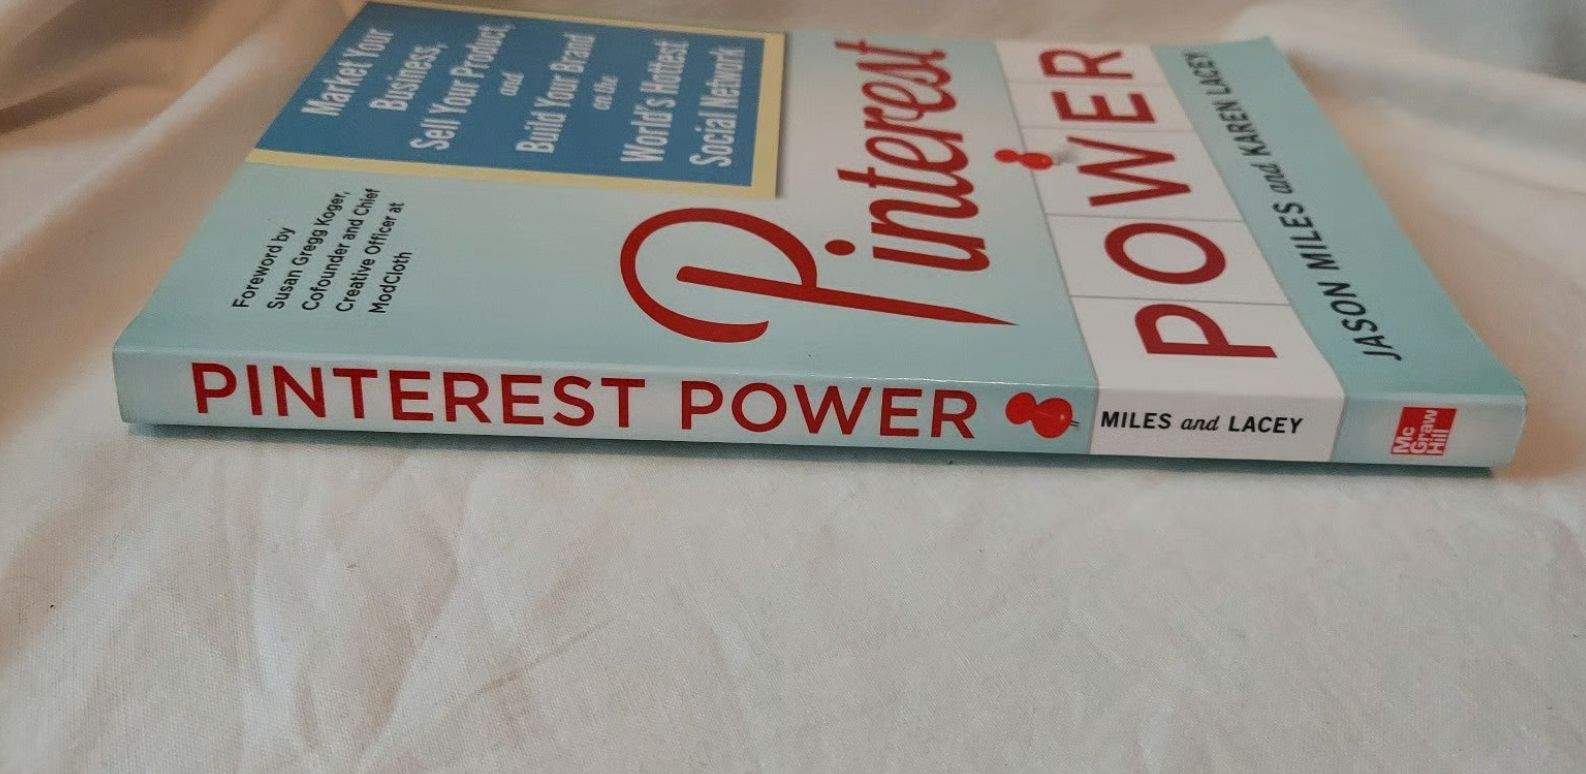 Market Your
Business,
Sell Your Product,
and
Build Your Brand
on the
World's Hottest
Social Network
Foreword by
Susan Gregg Koger,
Cofounder and Chief
Creative Officer at
ModCloth
Pinterest
POWER
JASON MILES and KAREN LACEY
PINTEREST POWER
MILES and LACEY
Mc
Graw
Hill